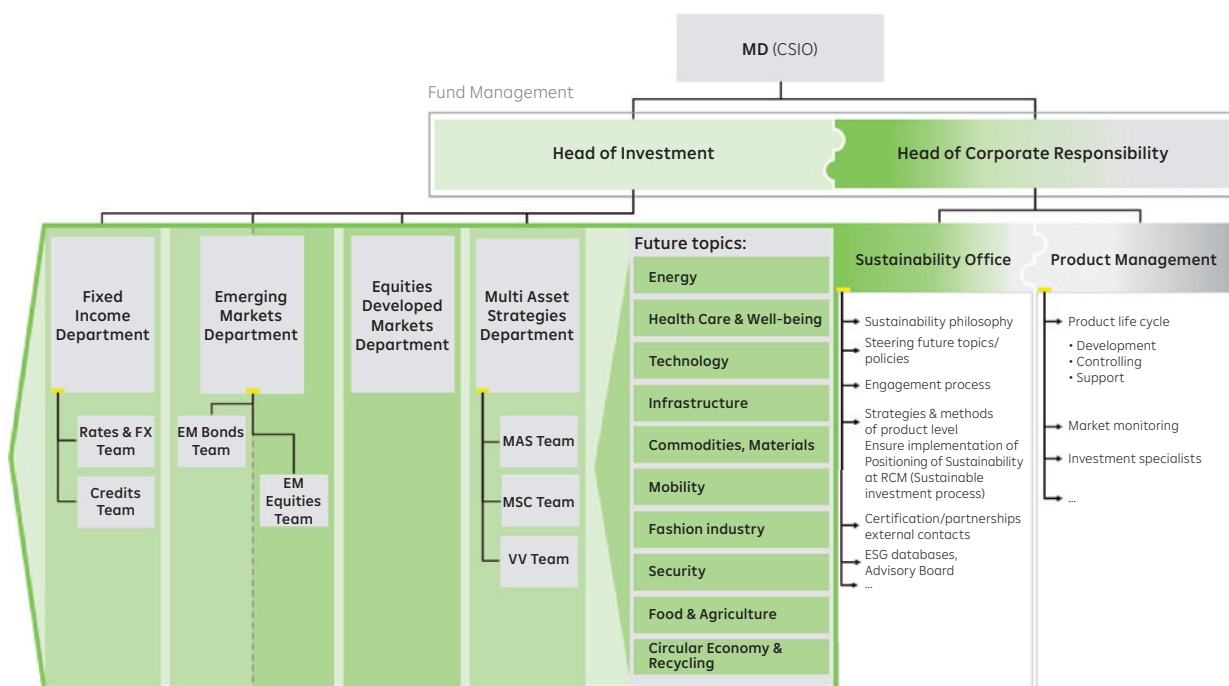 MD (CSIO)
Fund Management
Head of Investment
Head of Corporate Responsibility
Fixed
Income
Department
Rates & FX
Team
Credits
Team
Emerging
Markets
Department
EM Bonds
Team
EM
Equities
Team
Equities
Developed
Markets
Department
Multi Asset
Strategies
Department
MAS Team
MSC Team
VV Team
Future topics:
Energy
Health Care & Well-being
Technology
Infrastructure
Commodities, Materials
Mobility
Fashion industry
Security
Food & Agriculture
Circular Economy &
Recycling
Sustainability Office
Sustainability philosophy
Steering future topics/
policies
Engagement process
Strategies & methods
of product level
Ensure implementation of
Positioning of Sustainability
at RCM (Sustainable
investment process)
Certification/partnerships
external contacts
ESG databases,
Advisory Board
...
Product Management
Product life cycle
• Development
• Controlling
• Support
Market monitoring
Investment specialists
...